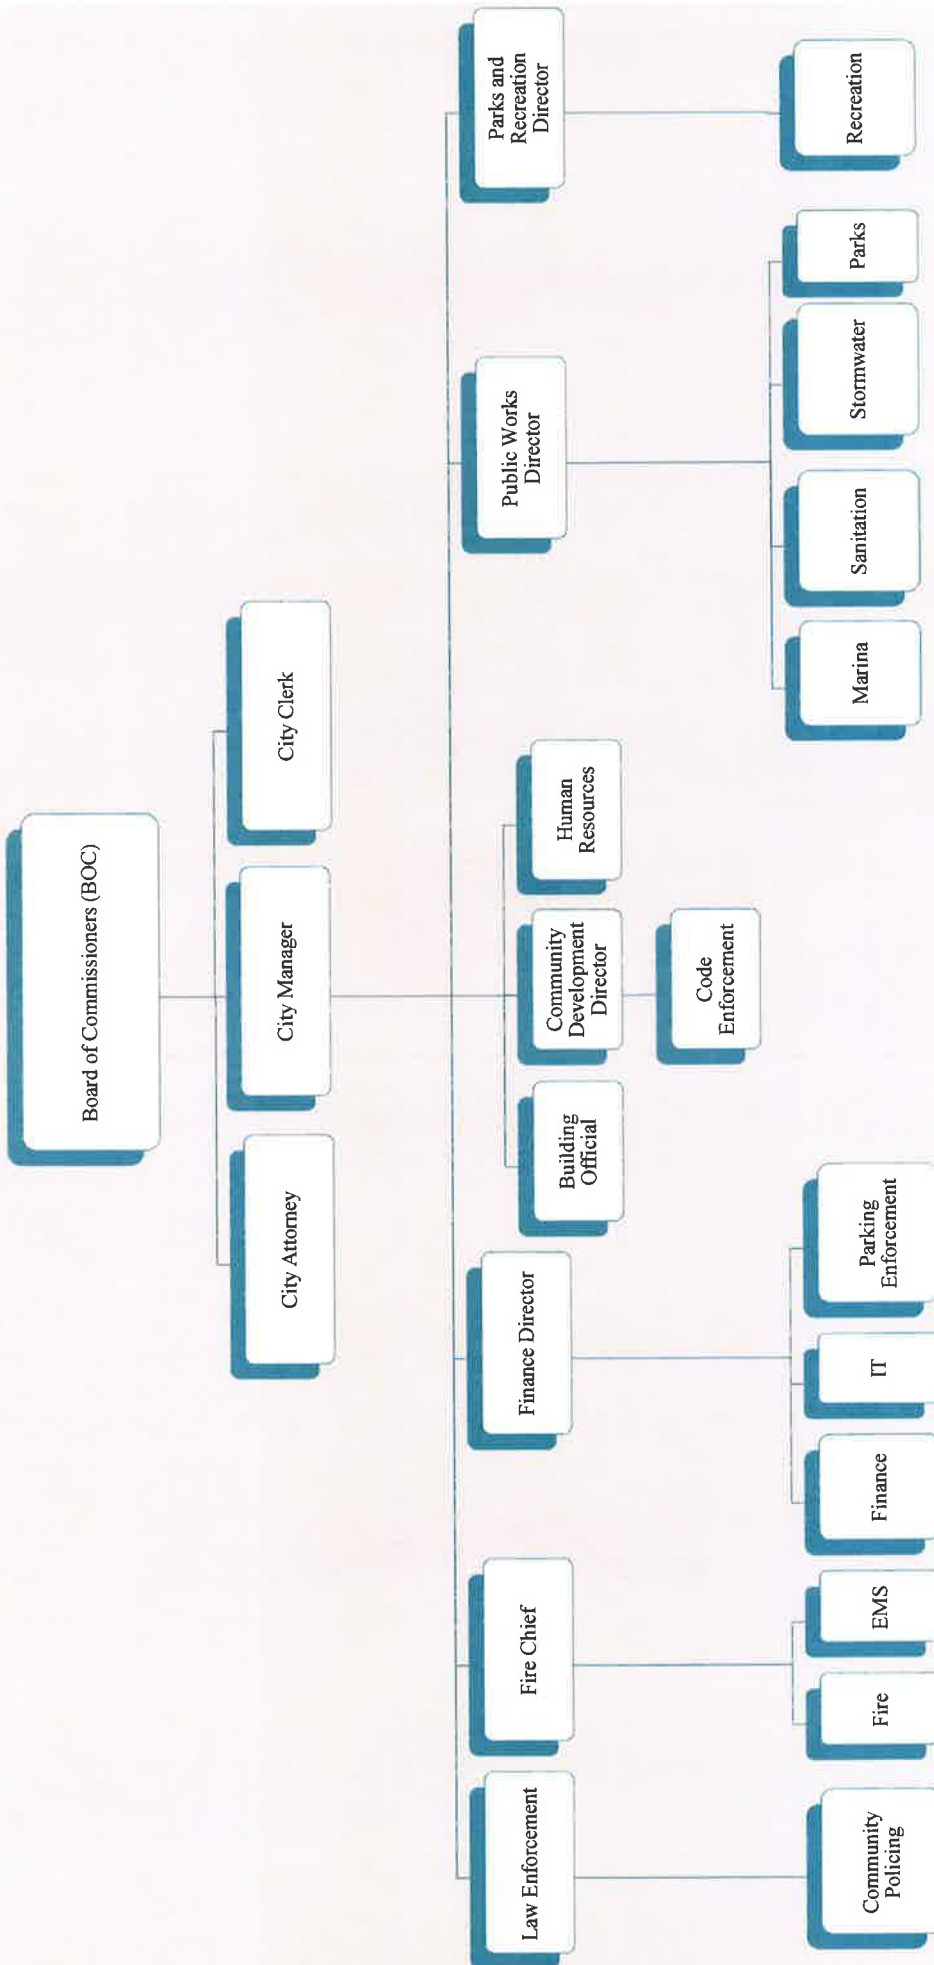 Board of Commissioners (BOC)
City Attorney
City Manager
City Clerk
Law Enforcement
Fire Chief
Finance Director
Building
Official
Community
Development
Director
Human
Resources
Public Works
Director
Parks and
Recreation
Director
Code
Enforcement
Community
Policing
Fire
EMS
Finance
IT
Parking
Enforcement
Marina
Sanitation
Stormwater
Parks
Recreation